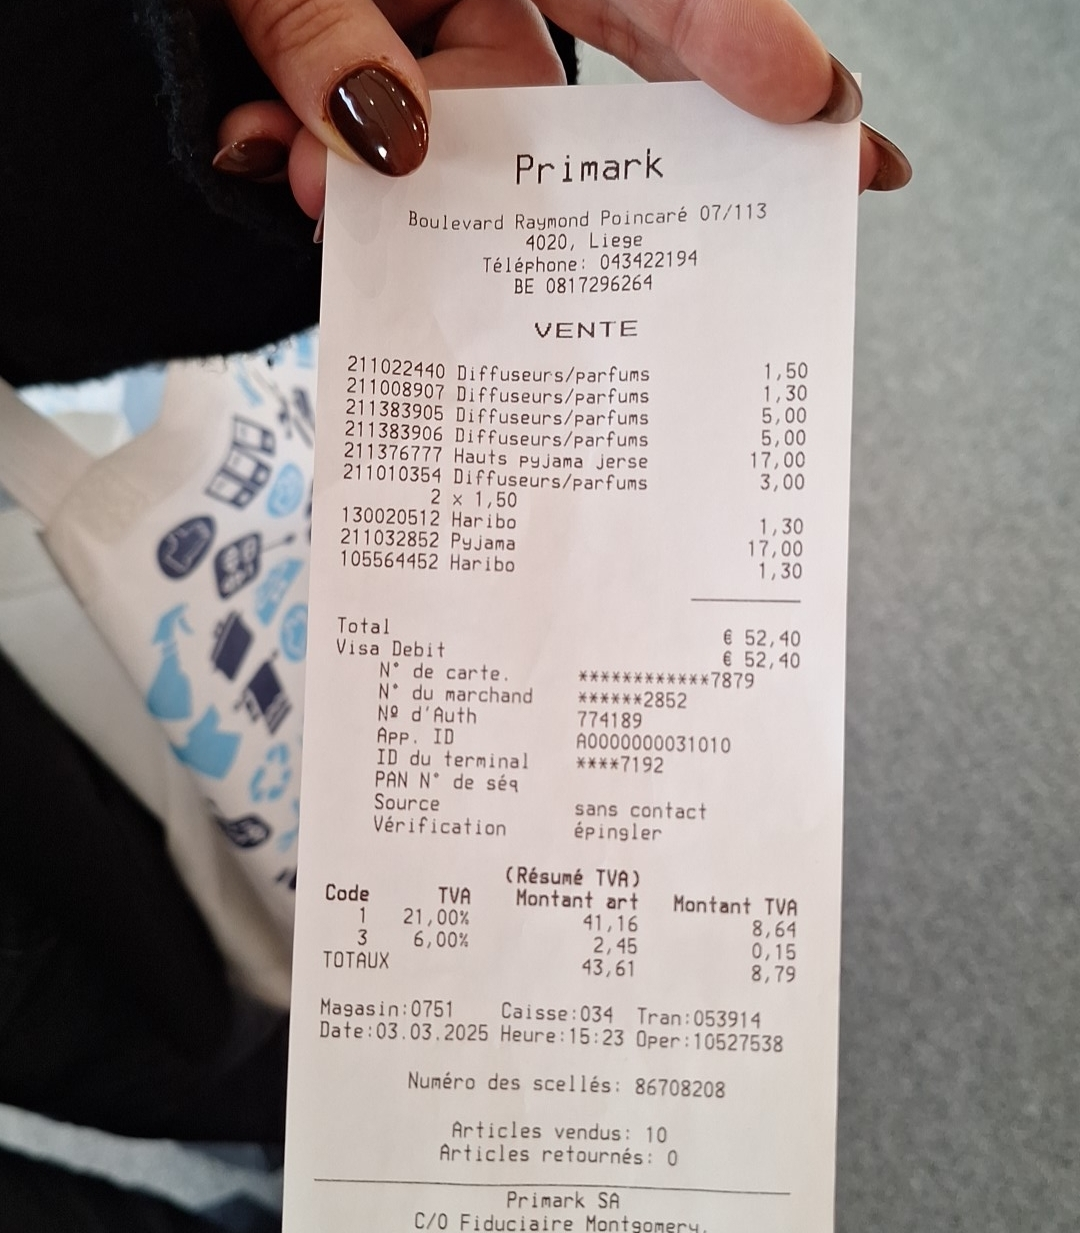 Primark
Boulevard Raymond Poincaré 07/113
4020, Liege
Téléphone: 043422194
BE 0817296264
VENTE
211022440 Diffuseurs/parfums 1,50
211008907 Diffuseurs/parfums 1,30
211383905 Diffuseurs/parfums 5,00
211383906 Diffuseurs/parfums 5,00
211376777 Hauts pyjama jerse 17,00
211010354 Diffuseurs/parfums 3,00
2 x 1,50
130020512 Haribo 1,30
211032852 Pyjama 17,00
105564452 Haribo 1,30
Total € 52,40
Visa Debit € 52,40
N° de carte. ************7879
N° du marchand ******2852
Nº d'Auth 774189
App. ID A0000000031010
ID du terminal ****7192
PAN N° de séq
Source sans contact
Vérification épingler
(Résumé TVA)
Code TVA Montant art Montant TVA
1 21,00% 41,16 8,64
3 6,00% 2,45 0,15
TOTAUX 43,61 8,79
Magasin:0751 Caisse:034 Tran:053914
Date:03.03.2025 Heure:15:23 Oper:10527538
Numéro des scellés: 86708208
Articles vendus: 10
Articles retournés: 0
Primark SA
C/O Fiduciaire Montgomery,